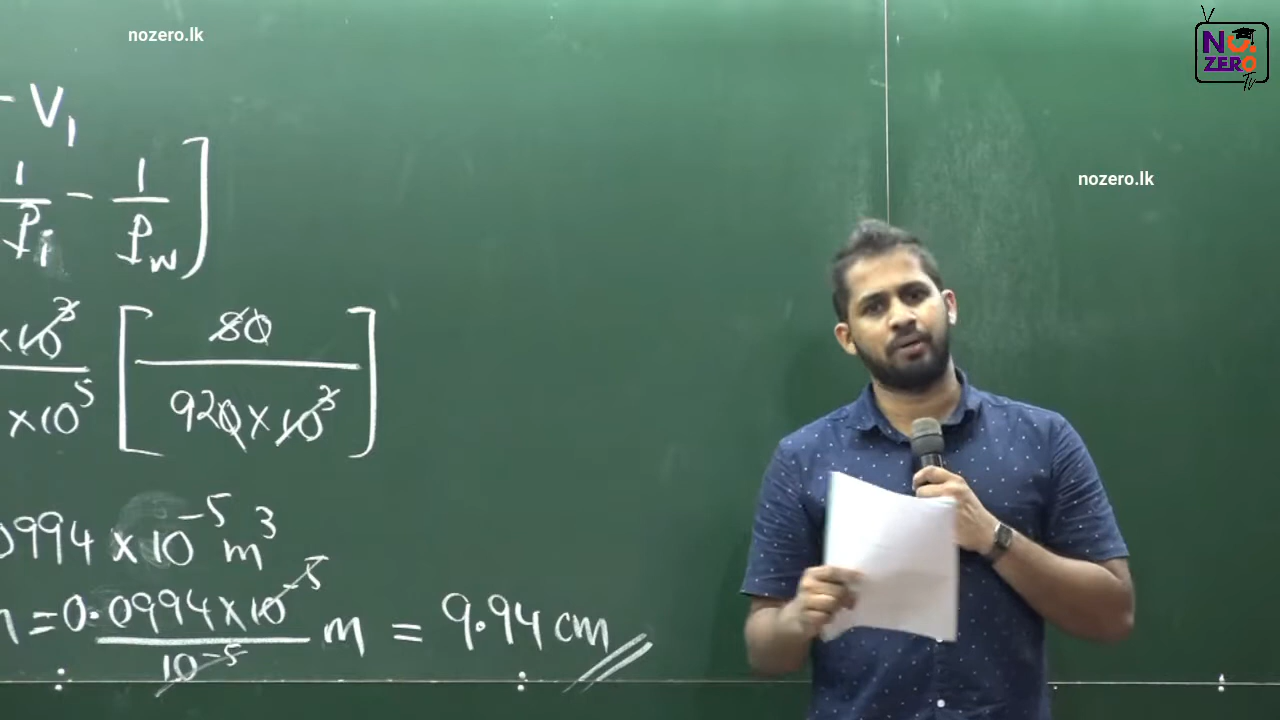 nozero.lk
NO.
ZERO
Tv
nozero.lk
- V₁
1/ρᵢ - 1/ρw ]
×10³ / ×10⁵ [ 80 / 920×10³ ]
0994 × 10⁻⁵ m³
= 0.0994×10⁻⁵ / 10⁻⁵ m = 9.94 cm